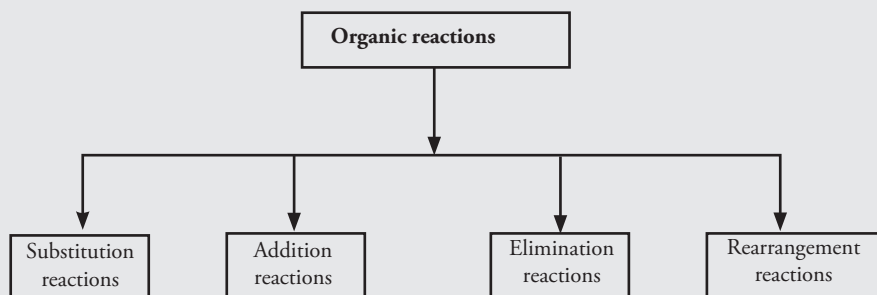 Organic reactions
Substitution
reactions
Addition
reactions
Elimination
reactions
Rearrangement
reactions